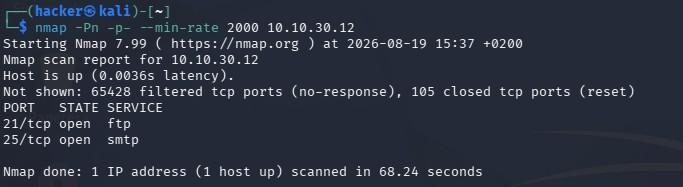 ┌──(hacker㉿kali)-[~]
└─$ nmap -Pn -p- --min-rate 2000 10.10.30.12
Starting Nmap 7.99 ( https://nmap.org ) at 2026-08-19 15:37 +0200
Nmap scan report for 10.10.30.12
Host is up (0.0036s latency).
Not shown: 65428 filtered tcp ports (no-response), 105 closed tcp ports (reset)
PORT   STATE SERVICE
21/tcp open  ftp
25/tcp open  smtp
Nmap done: 1 IP address (1 host up) scanned in 68.24 seconds